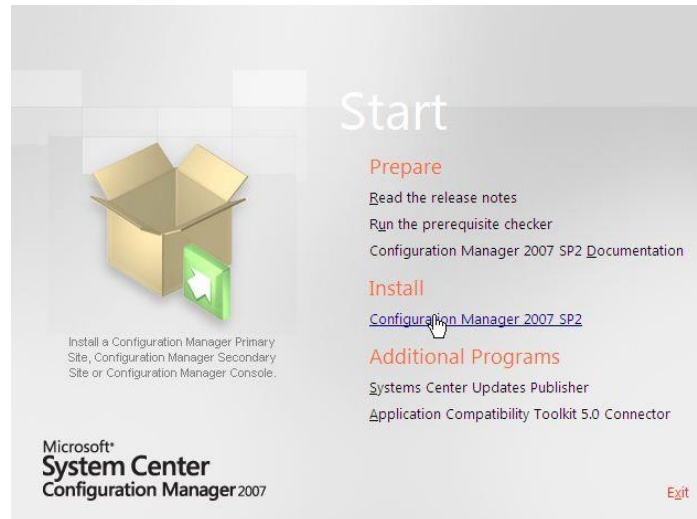 Start
Prepare
Read the release notes
Run the prerequisite checker
Configuration Manager 2007 SP2 Documentation
Install
Configuration Manager 2007 SP2
Additional Programs
Systems Center Updates Publisher
Application Compatibility Toolkit 5.0 Connector
Install a Configuration Manager Primary
Site, Configuration Manager Secondary
Site or Configuration Manager Console.
Microsoft®
System Center
Configuration Manager 2007
Exit